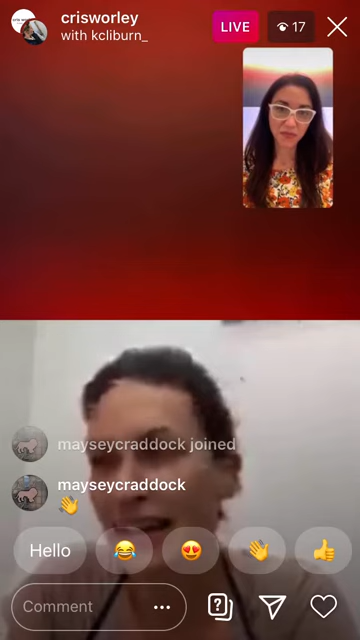 crisworley
with kcliburn_
LIVE
17
mayseycraddock joined
mayseycraddock
👋
Hello 😂 😍 👋 👍
Comment